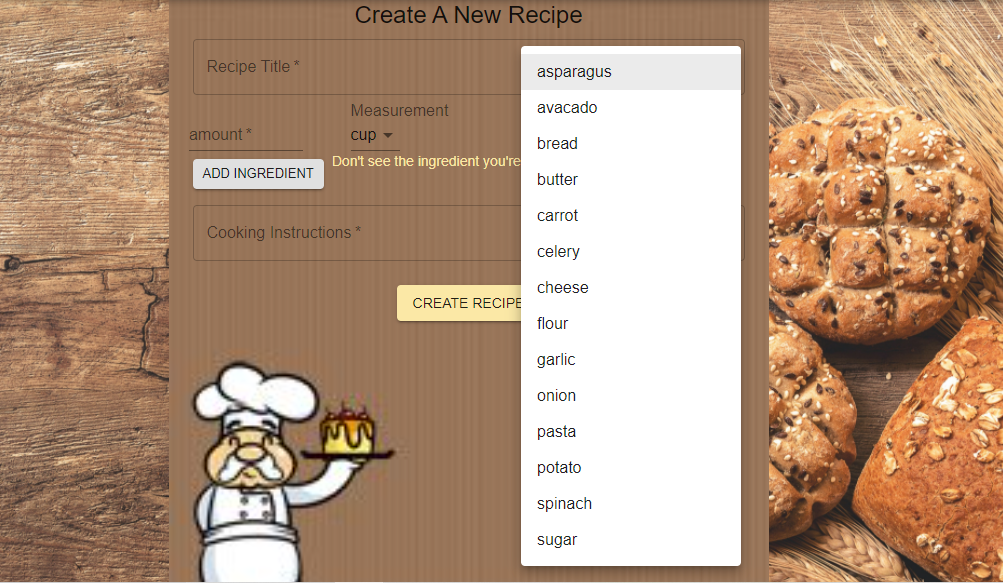 Create A New Recipe
Recipe Title *
amount *
Measurement
cup
ADD INGREDIENT
Don't see the ingredient you're
Cooking Instructions *
CREATE RECIPE
asparagus
avacado
bread
butter
carrot
celery
cheese
flour
garlic
onion
pasta
potato
spinach
sugar